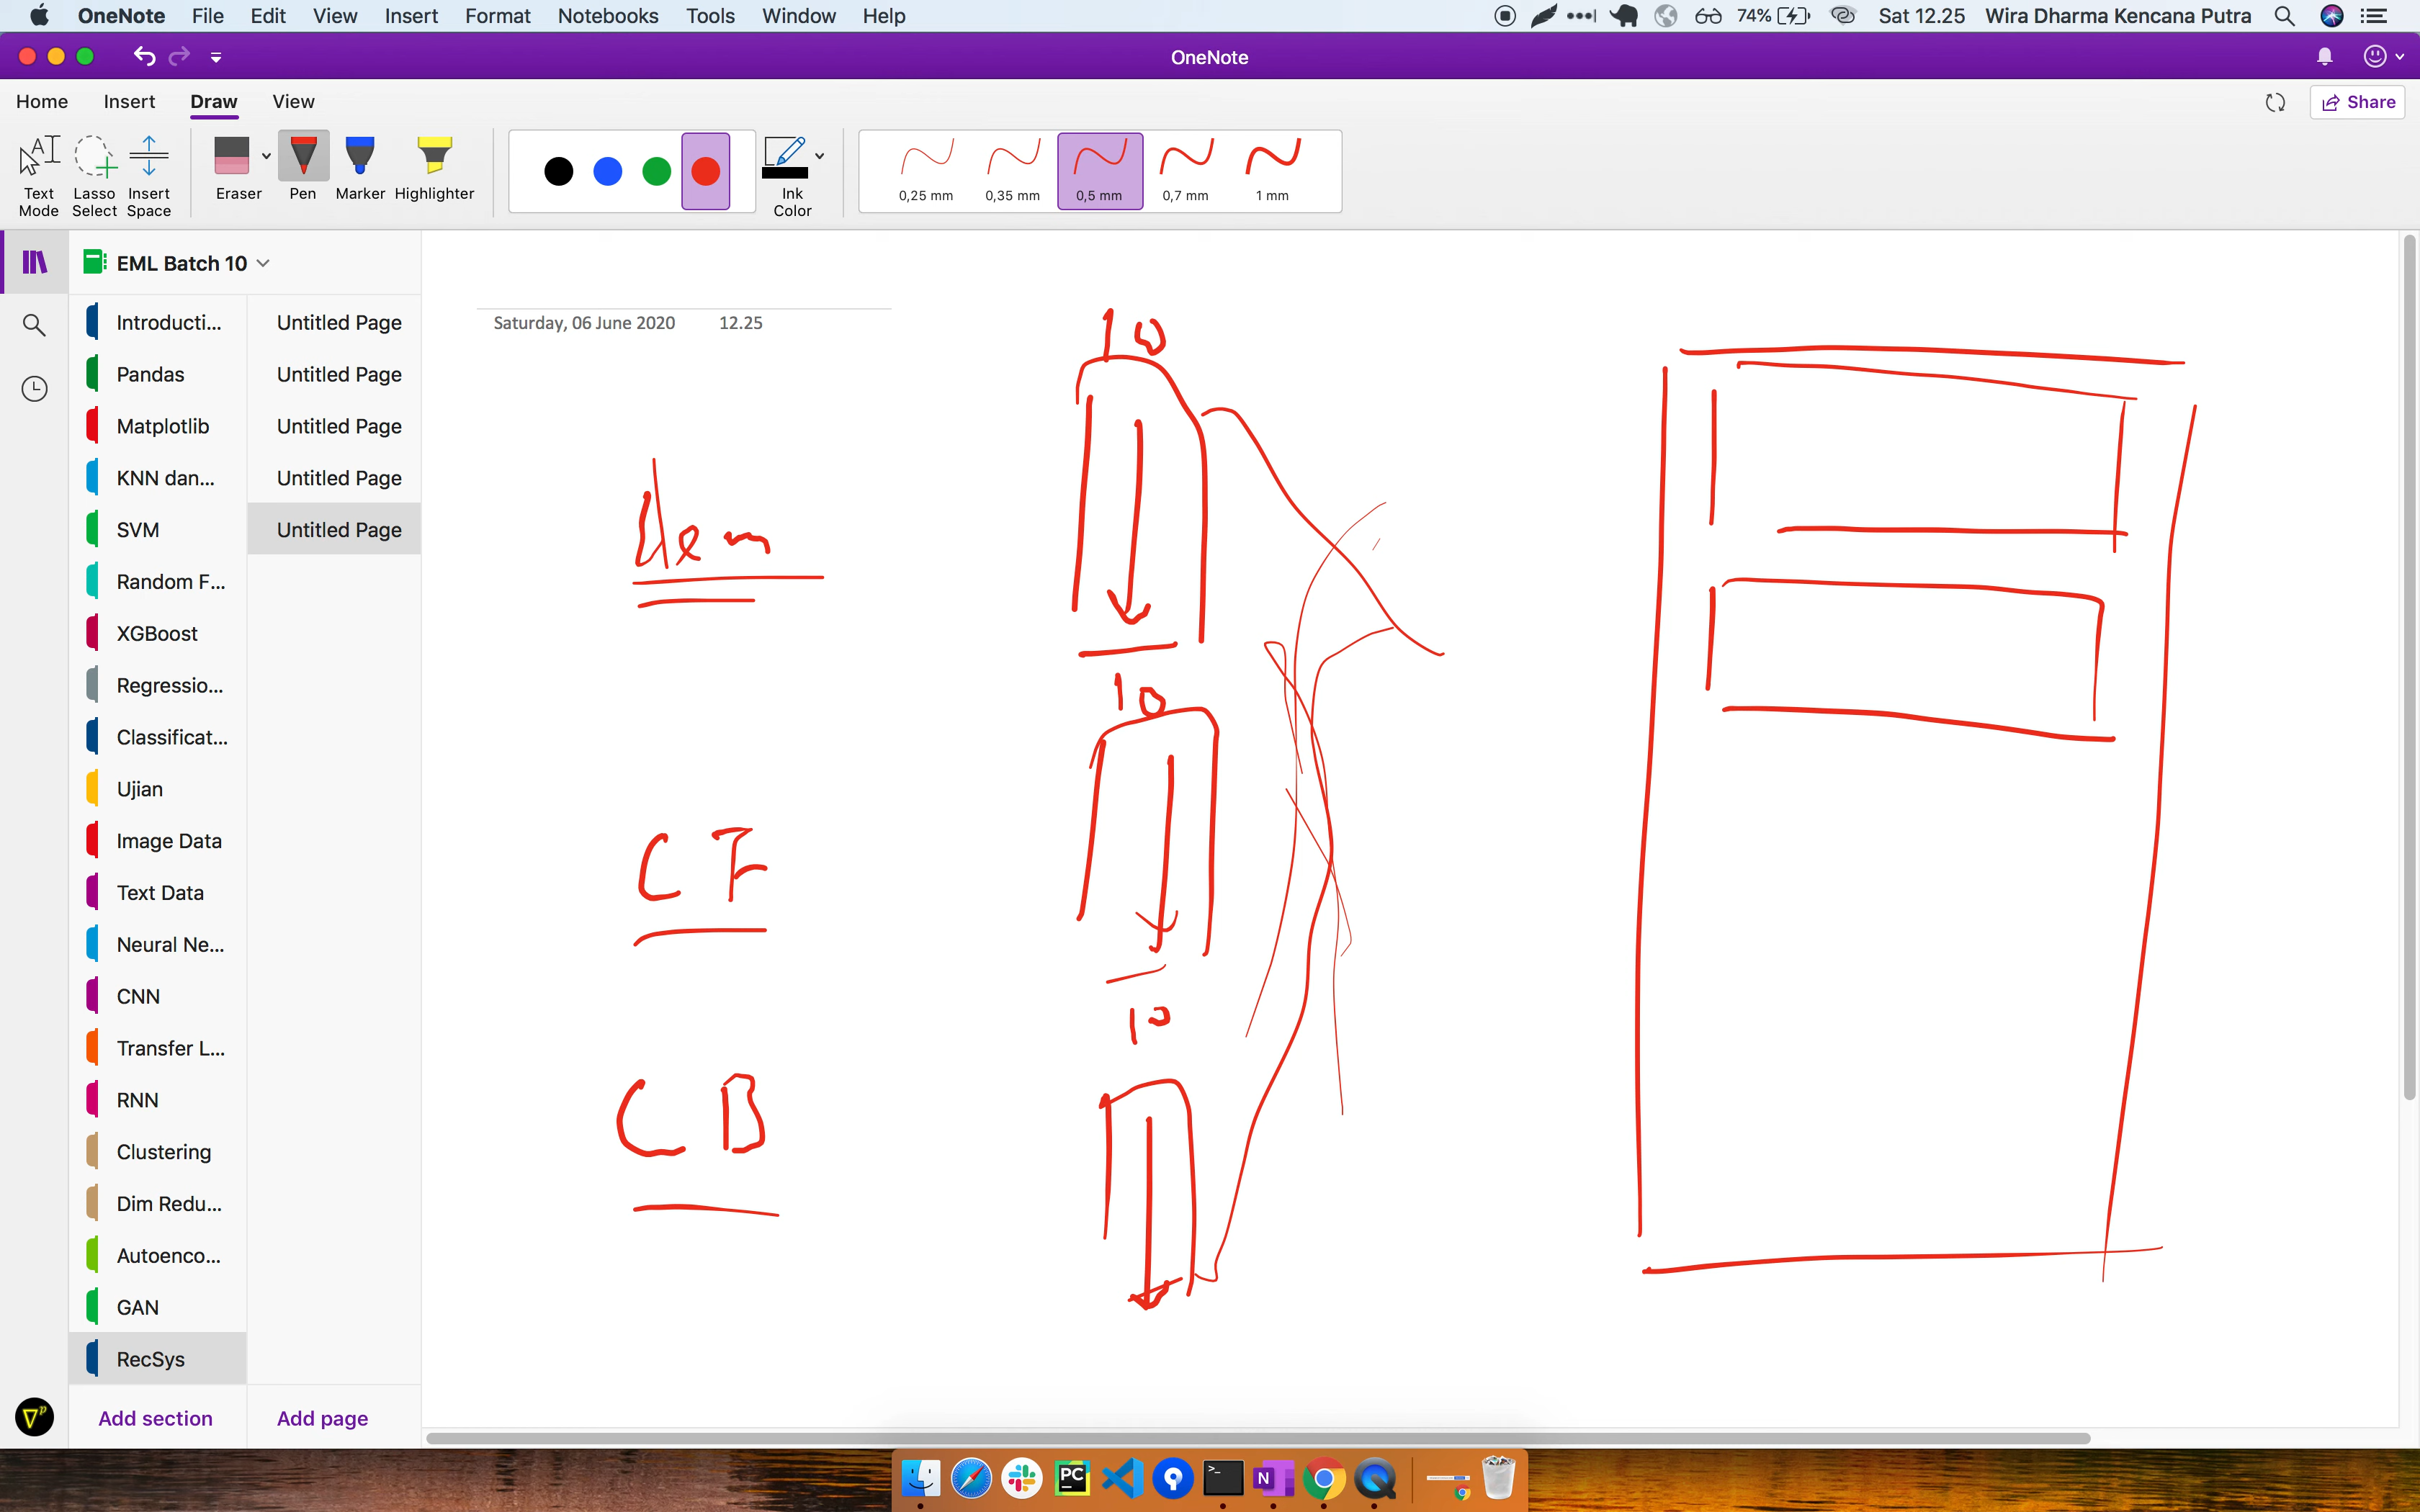 OneNote File Edit View Insert Format Notebooks Tools Window Help 74% Sat 12.25 Wira Dharma Kencana Putra
OneNote
Home Insert Draw View Share
Text Mode
Lasso Select
Insert Space
Eraser
Pen
Marker
Highlighter
Ink Color
0,25 mm
0,35 mm
0,5 mm
0,7 mm
1 mm
EML Batch 10
Introducti...
Pandas
Matplotlib
KNN dan...
SVM
Random F...
XGBoost
Regressio...
Classificat...
Ujian
Image Data
Text Data
Neural Ne...
CNN
Transfer L...
RNN
Clustering
Dim Redu...
Autoenco...
GAN
RecSys
Add section
Untitled Page
Untitled Page
Untitled Page
Untitled Page
Untitled Page
Add page
Saturday, 06 June 2020 12.25
10
Dem
10
CF
10
CB